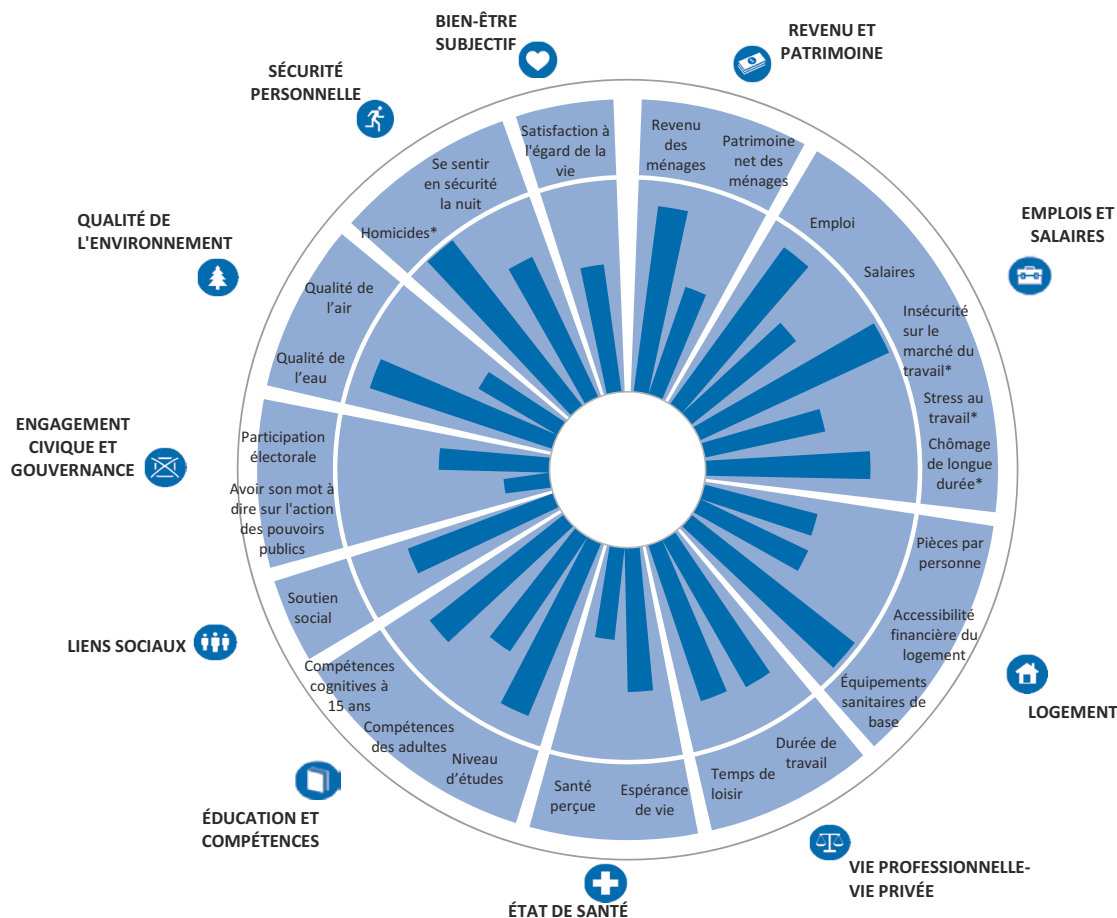 BIEN-ÊTRE
SUBJECTIF
REVENU ET
PATRIMOINE
SÉCURITÉ
PERSONNELLE
Satisfaction à
l'égard de la
vie
Revenu
des
ménages
Patrimoine
net des
ménages
Se sentir
en sécurité
la nuit
Homicides*
EMPLOIS ET
SALAIRES
Emploi
Salaires
Insécurité
sur le
marché du
travail*
Stress au
travail*
Chômage
de longue
durée*
QUALITÉ DE
L'ENVIRONNEMENT
Qualité de
l’air
Qualité de
l’eau
ENGAGEMENT
CIVIQUE ET
GOUVERNANCE
Participation
électorale
Avoir son mot à
dire sur l'action
des pouvoirs
publics
Pièces par
personne
Accessibilité
financière du
logement
Équipements
sanitaires de
base
LOGEMENT
LIENS SOCIAUX
Soutien
social
Compétences
cognitives à
15 ans
Compétences
des adultes
Niveau
d’études
ÉDUCATION ET
COMPÉTENCES
Santé
perçue
Espérance
de vie
ÉTAT DE SANTÉ
Temps de
loisir
Durée de
travail
VIE PROFESSIONNELLE-
VIE PRIVÉE